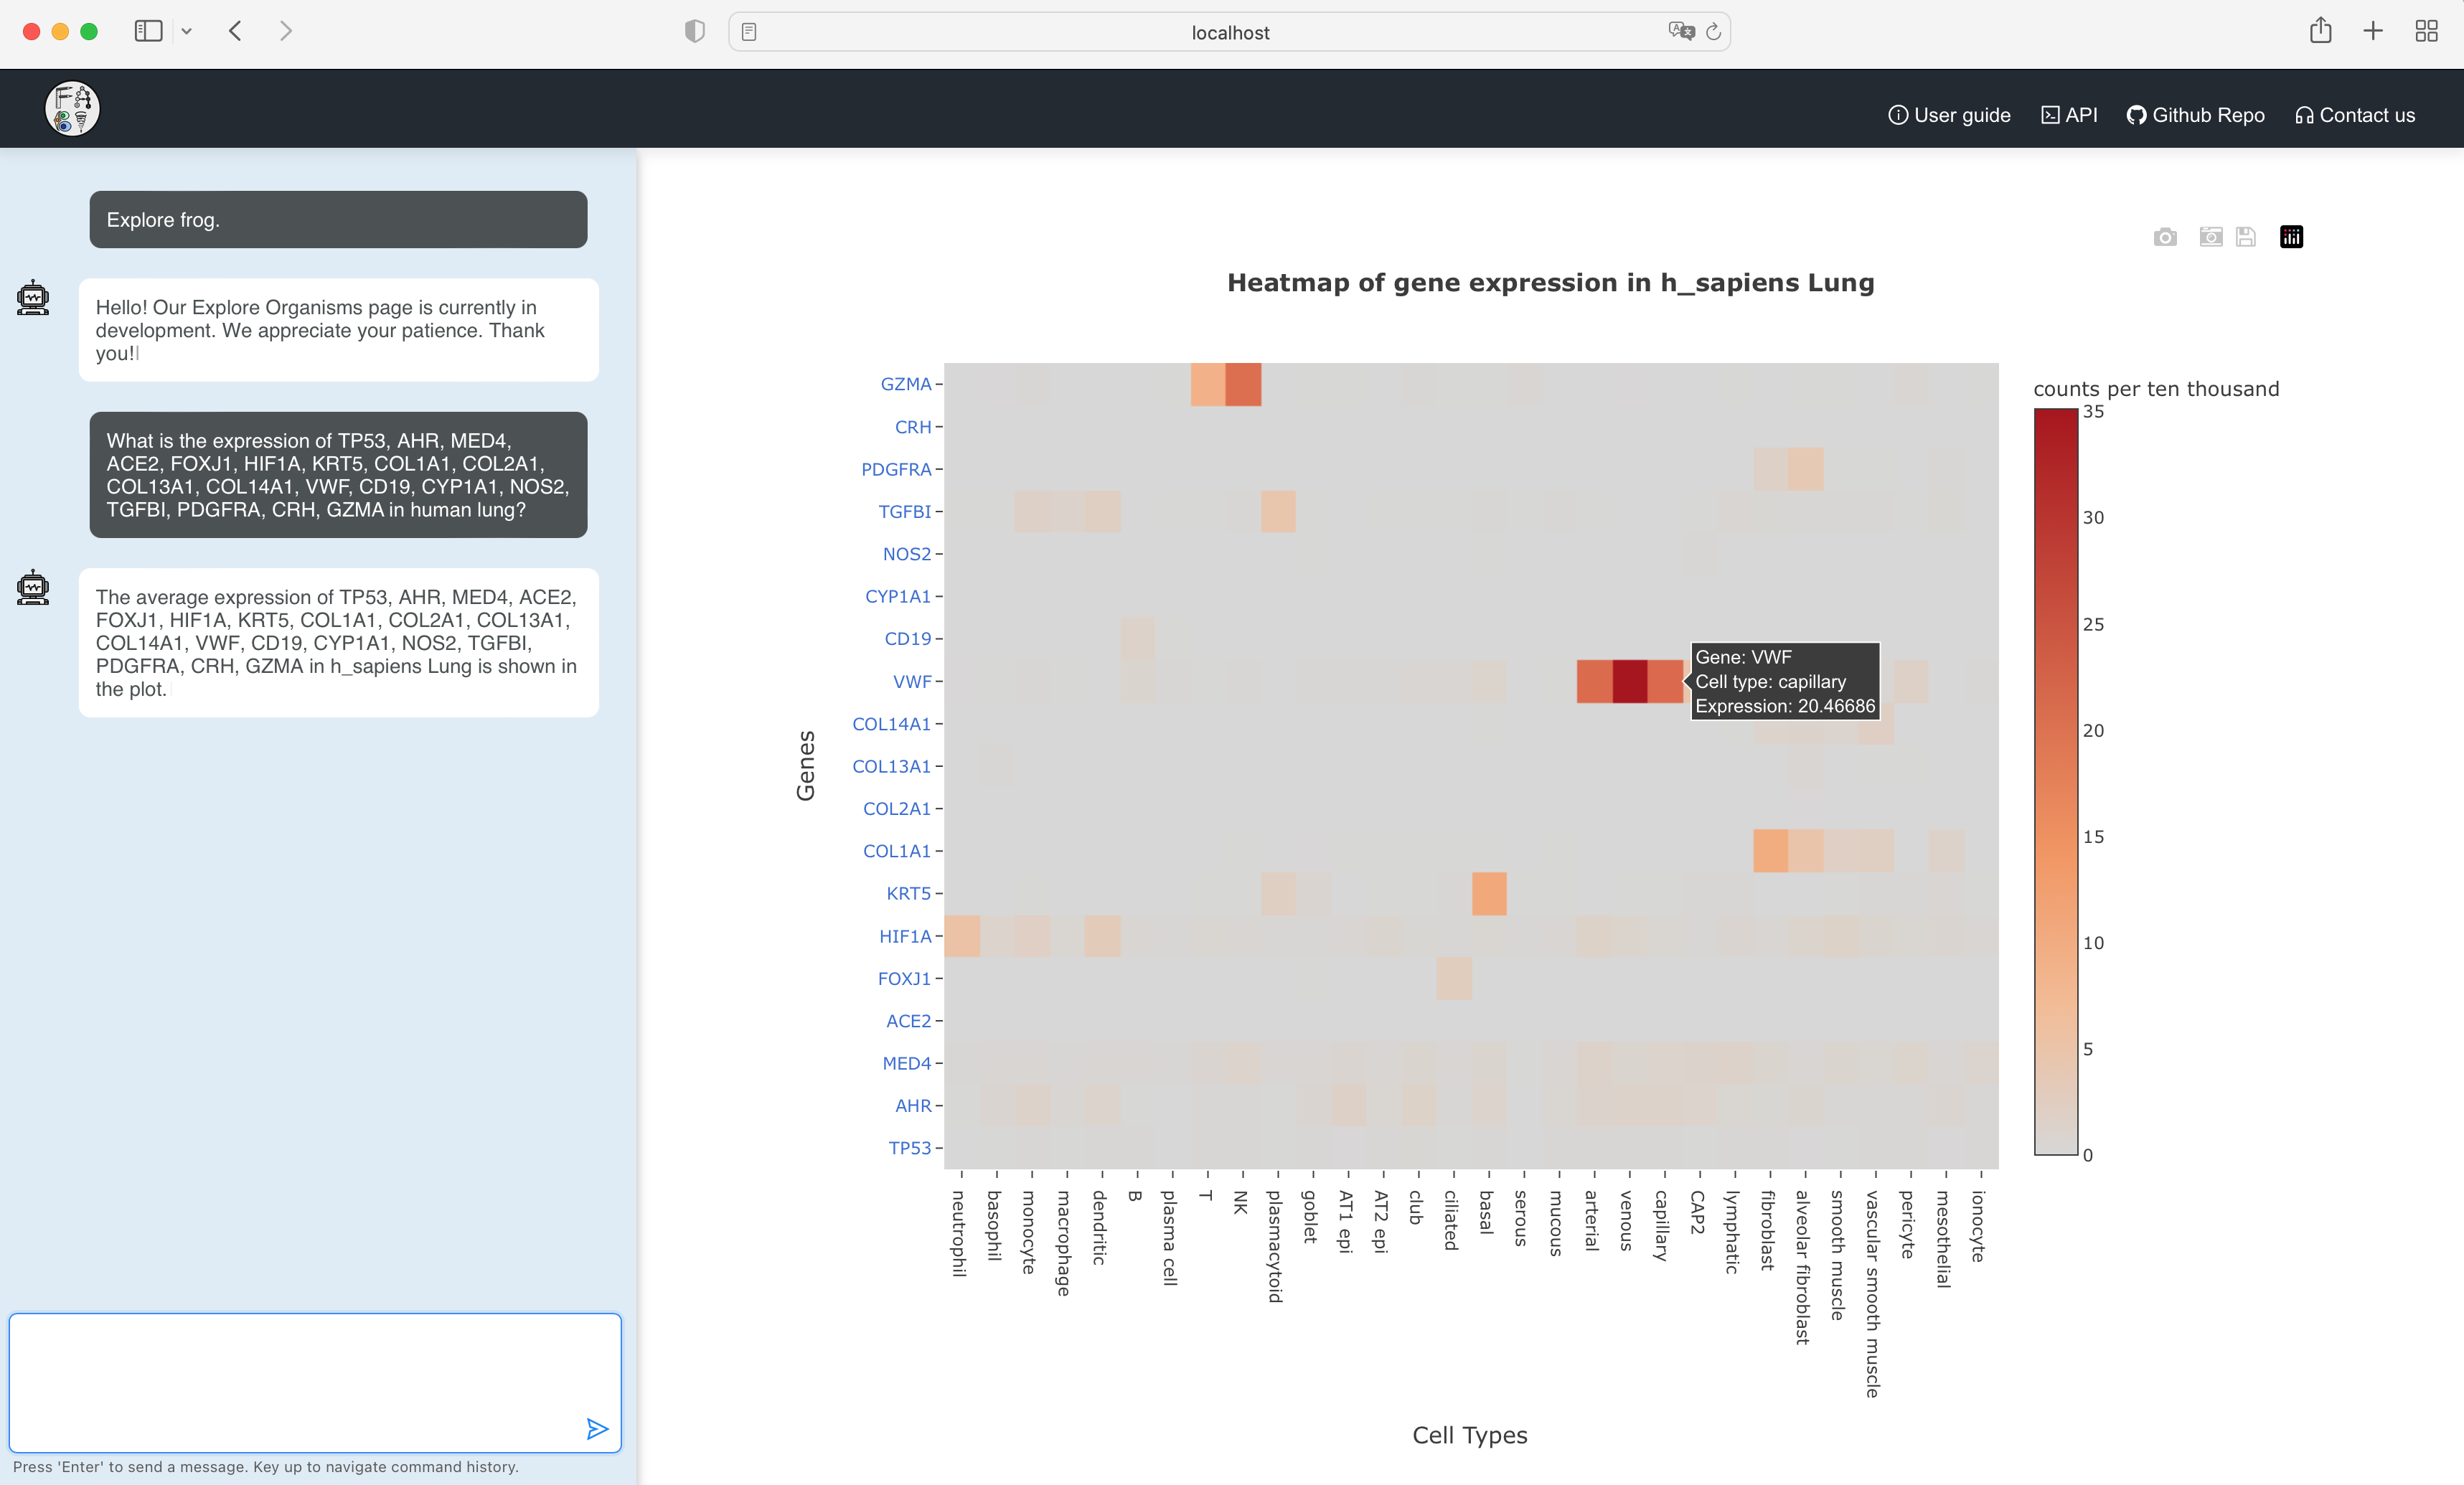 localhost
User guide
API
Github Repo
Contact us
Explore frog.
Hello! Our Explore Organisms page is currently in
development. We appreciate your patience. Thank
you!
What is the expression of TP53, AHR, MED4,
ACE2, FOXJ1, HIF1A, KRT5, COL1A1, COL2A1,
COL13A1, COL14A1, VWF, CD19, CYP1A1, NOS2,
TGFBI, PDGFRA, CRH, GZMA in human lung?
The average expression of TP53, AHR, MED4, ACE2,
FOXJ1, HIF1A, KRT5, COL1A1, COL2A1, COL13A1,
COL14A1, VWF, CD19, CYP1A1, NOS2, TGFBI,
PDGFRA, CRH, GZMA in h_sapiens Lung is shown in
the plot.
Press 'Enter' to send a message. Key up to navigate command history.
Heatmap of gene expression in h_sapiens Lung
Genes
GZMA
CRH
PDGFRA
TGFBI
NOS2
CYP1A1
CD19
VWF
COL14A1
COL13A1
COL2A1
COL1A1
KRT5
HIF1A
FOXJ1
ACE2
MED4
AHR
TP53
Gene: VWF
Cell type: capillary
Expression: 20.46686
neutrophil
basophil
monocyte
macrophage
dendritic
B
plasma cell
T
NK
plasmacytoid
goblet
AT1 epi
AT2 epi
club
ciliated
basal
serous
mucous
arterial
venous
capillary
CAP2
lymphatic
fibroblast
alveolar fibroblast
smooth muscle
vascular smooth muscle
pericyte
mesothelial
ionocyte
Cell Types
counts per ten thousand
35
30
25
20
15
10
5
0